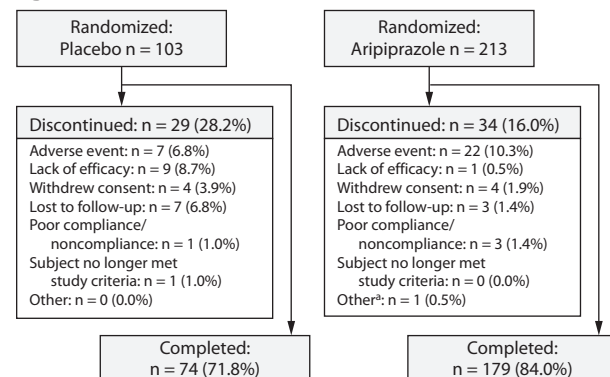 Randomized:
Placebo n = 103
Discontinued: n = 29 (28.2%)
Adverse event: n = 7 (6.8%)
Lack of efficacy: n = 9 (8.7%)
Withdrew consent: n = 4 (3.9%)
Lost to follow-up: n = 7 (6.8%)
Poor compliance/
noncompliance: n = 1 (1.0%)
Subject no longer met
study criteria: n = 1 (1.0%)
Other: n = 0 (0.0%)
Completed:
n = 74 (71.8%)
Randomized:
Aripiprazole n = 213
Discontinued: n = 34 (16.0%)
Adverse event: n = 22 (10.3%)
Lack of efficacy: n = 1 (0.5%)
Withdrew consent: n = 4 (1.9%)
Lost to follow-up: n = 3 (1.4%)
Poor compliance/
noncompliance: n = 3 (1.4%)
Subject no longer met
study criteria: n = 0 (0.0%)
Otherᵃ: n = 1 (0.5%)
Completed:
n = 179 (84.0%)